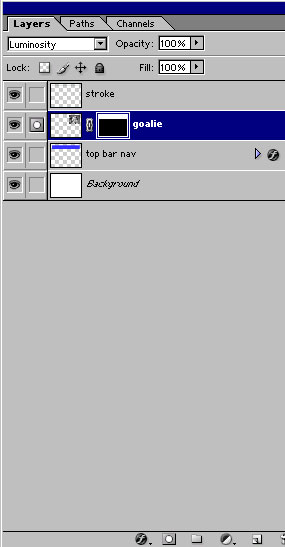 Layers Paths Channels
Luminosity Opacity: 100%
Lock: Fill: 100%
stroke
goalie
top bar nav
Background